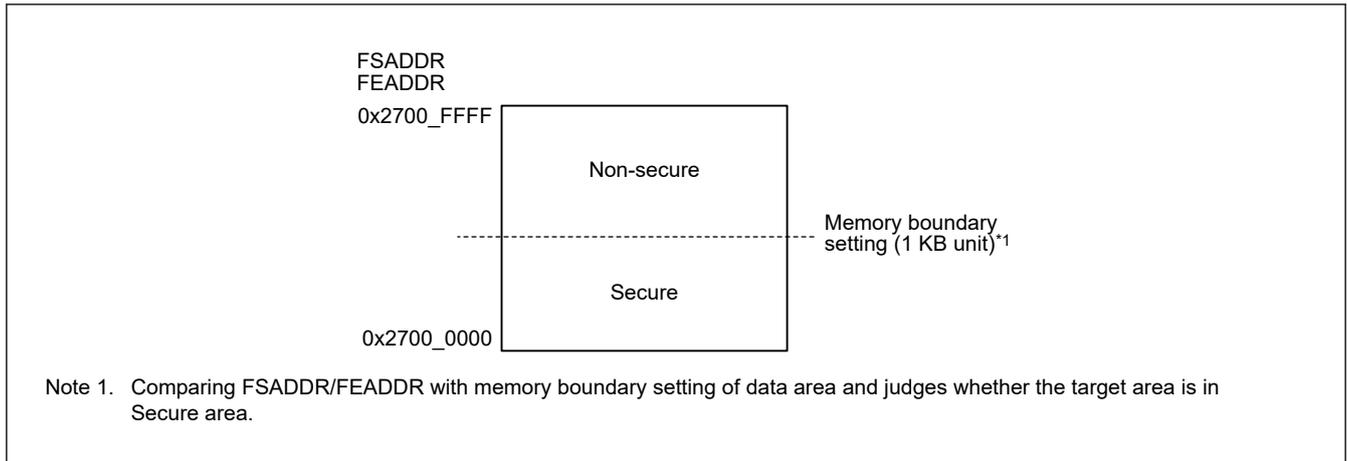 FSADDR
FEADDR
0x2700_FFFF
Non-secure
Memory boundary
setting (1 KB unit)*1
Secure
0x2700_0000
Note 1. Comparing FSADDR/FEADDR with memory boundary setting of data area and judges whether the target area is in
Secure area.